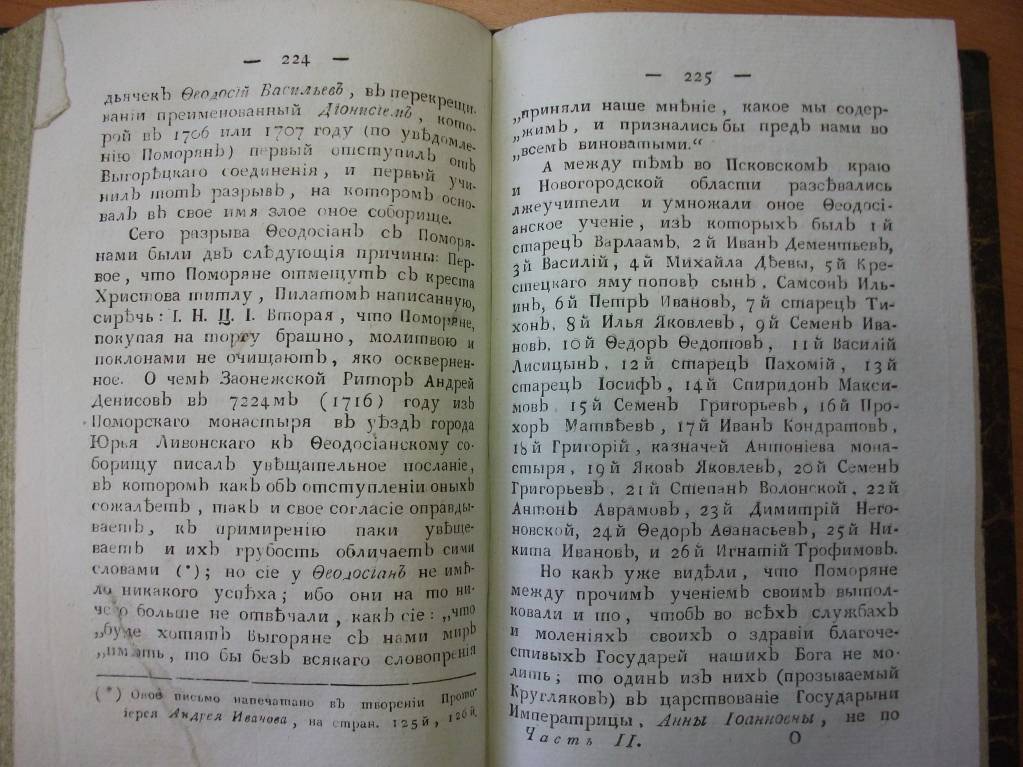 — 224 —
дьячекъ Ѳеодосій Васильевъ, въ перекрещи-
ваніи преименованный Діонисіемъ, кото-
рой въ 1706 или 1707 году (по увѣдомле-
нію Поморянъ) первый отступилъ отъ
Выгорѣцкаго соединенія, и первый учи-
нилъ тотъ разрывъ, на которомъ осно-
валъ въ свое имя злое оное соборище.
Сего разрыва Ѳеодосіанъ съ Поморя-
нами были двѣ слѣдующія причины: Пер-
вое, что Поморяне отмещутъ съ креста
Христова титлу, Пилатомъ написанную,
сирѣчь: І. Н. Ц. І. Вторая, что Поморяне,
покупая на торгу брашно, молитвою и
поклонами не очищаютъ, яко осквернен-
ное. О чемъ Заонежской Риторъ Андрей
Денисовъ въ 7224мъ (1716) году изъ
Поморскаго монастыря въ уѣздъ города
Юрья Ливонскаго къ Ѳеодосіанскому со-
борищу писалъ увѣщательное посланіе,
въ которомъ какъ объ отступленіи оныхъ
сожалѣетъ, такъ и свое согласіе оправды-
ваетъ, къ примиренію паки увѣще-
ваетъ и ихъ грубость обличаетъ сими
словами (*); но сіе у Ѳеодосіанъ не имѣ-
ло никакого успѣха; ибо они на то ни-
чего больше не отвѣчали, какъ сіе: „что
„буде хотятъ Выгоряне съ нами миръ
„имать, то бы безъ всякаго словопренія
(*) Оное письмо напечатано въ твореніи Прото-
іерея Андрея Иванова, на стран. 125й, 126й.
— 225 —
„приняли наше мнѣніе, какое мы содер-
„жимъ, и признались бы предъ нами во
„всемъ виноватыми.“
А между тѣмъ во Псковскомъ краю
и Новогородской области разсѣвались
лжеучители и умножали оное Ѳеодосі-
анское ученіе, изъ которыхъ былъ 1й
старецъ Варлаамъ, 2й Иванъ Дементьевъ,
3й Василій, 4й Михайла Дѣевы, 5й Кре-
стецкаго яму поповъ сынъ, Самсонъ Иль-
инъ, 6й Петръ Ивановъ, 7й старецъ Ти-
хонъ, 8й Илья Яковлевъ, 9й Семенъ Ива-
новъ, 10й Ѳедоръ Ѳедотовъ, 11й Василій
Лисицынъ, 12й старецъ Пахомій, 13й
старецъ Іосифъ, 14й Спиридонъ Макси-
мовъ, 15й Семенъ Григорьевъ, 16й Про-
хоръ Матвѣевъ, 17й Иванъ Кондратовъ,
18й Григорій, казначей Антоніева мона-
стыря, 19й Яковъ Яковлевъ, 20й Семенъ
Григорьевъ, 21й Степанъ Волонской, 22й
Антонъ Аврамовъ, 23й Димитрій Него-
новской, 24й Ѳедоръ Аѳанасьевъ, 25й Ни-
кита Ивановъ, и 26й Игнатій Трофимовъ.
Но какъ уже видѣли, что Поморяне
между прочимъ ученіемъ своимъ вытол-
ковали и то, чтобъ во всѣхъ службахъ
и моленіяхъ своихъ о здравіи благоче-
стивыхъ Государей нашихъ Бога не мо-
лить; то одинъ изъ нихъ (прозываемый
Кругляковъ) въ царствованіе Государыни
Императрицы, Анны Іоанновны, не по
Часть II. О